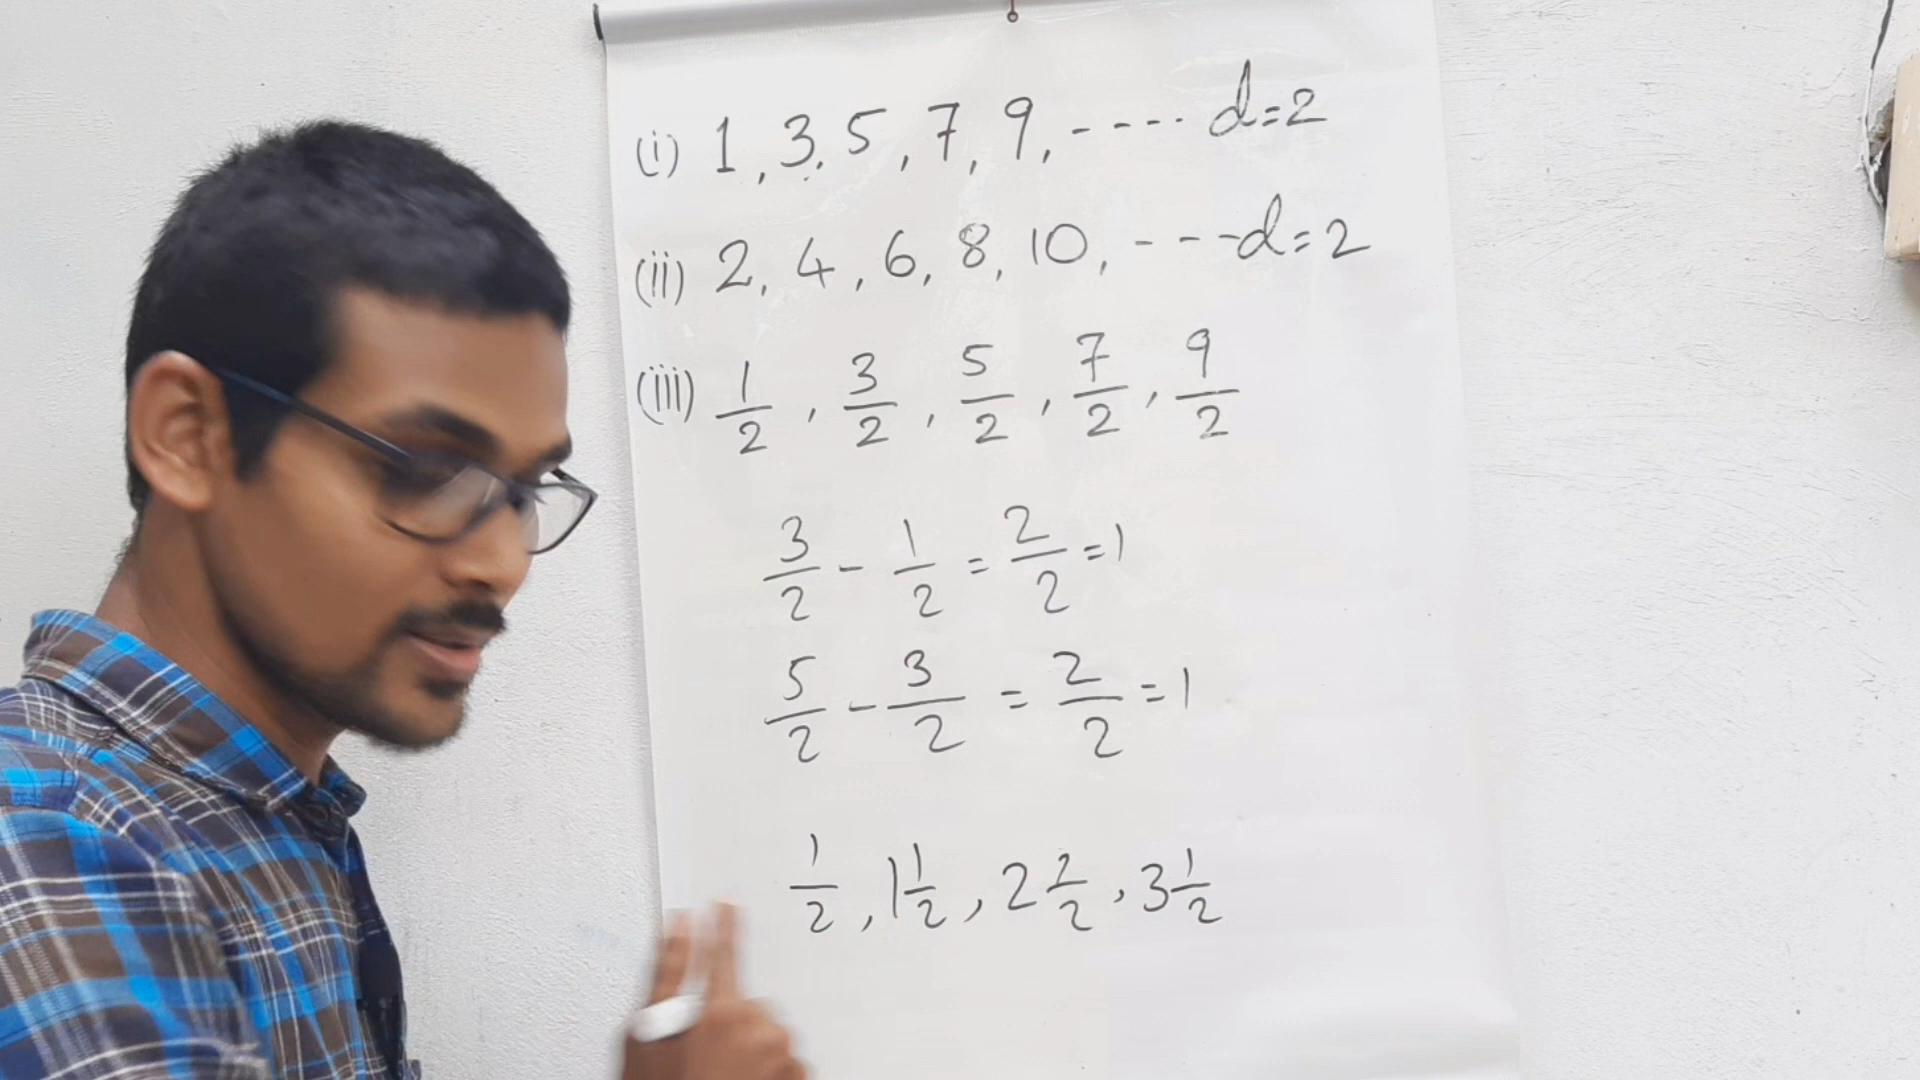 (i) 1, 3, 5, 7, 9, ---- d=2
(ii) 2, 4, 6, 8, 10, --- d=2
(iii) 1/2, 3/2, 5/2, 7/2, 9/2
3/2 - 1/2 = 2/2 = 1
5/2 - 3/2 = 2/2 = 1
1/2, 1 1/2, 2 2/2, 3 1/2